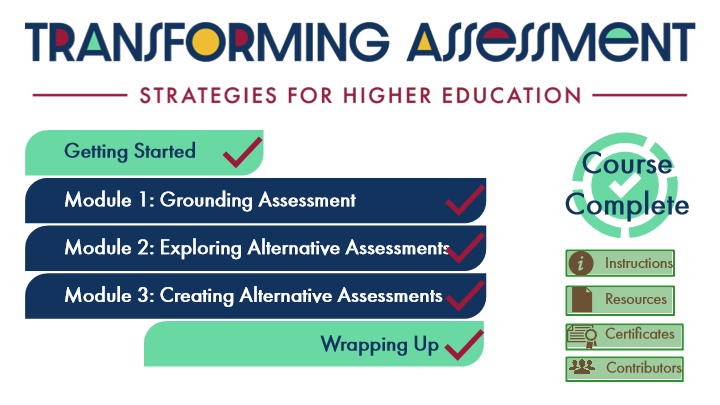 TRANSFORMING ASSESSMENT
STRATEGIES FOR HIGHER EDUCATION
Getting Started
Module 1: Grounding Assessment
Module 2: Exploring Alternative Assessments
Module 3: Creating Alternative Assessments
Wrapping Up
Course
Complete
Instructions
Resources
Certificates
Contributors